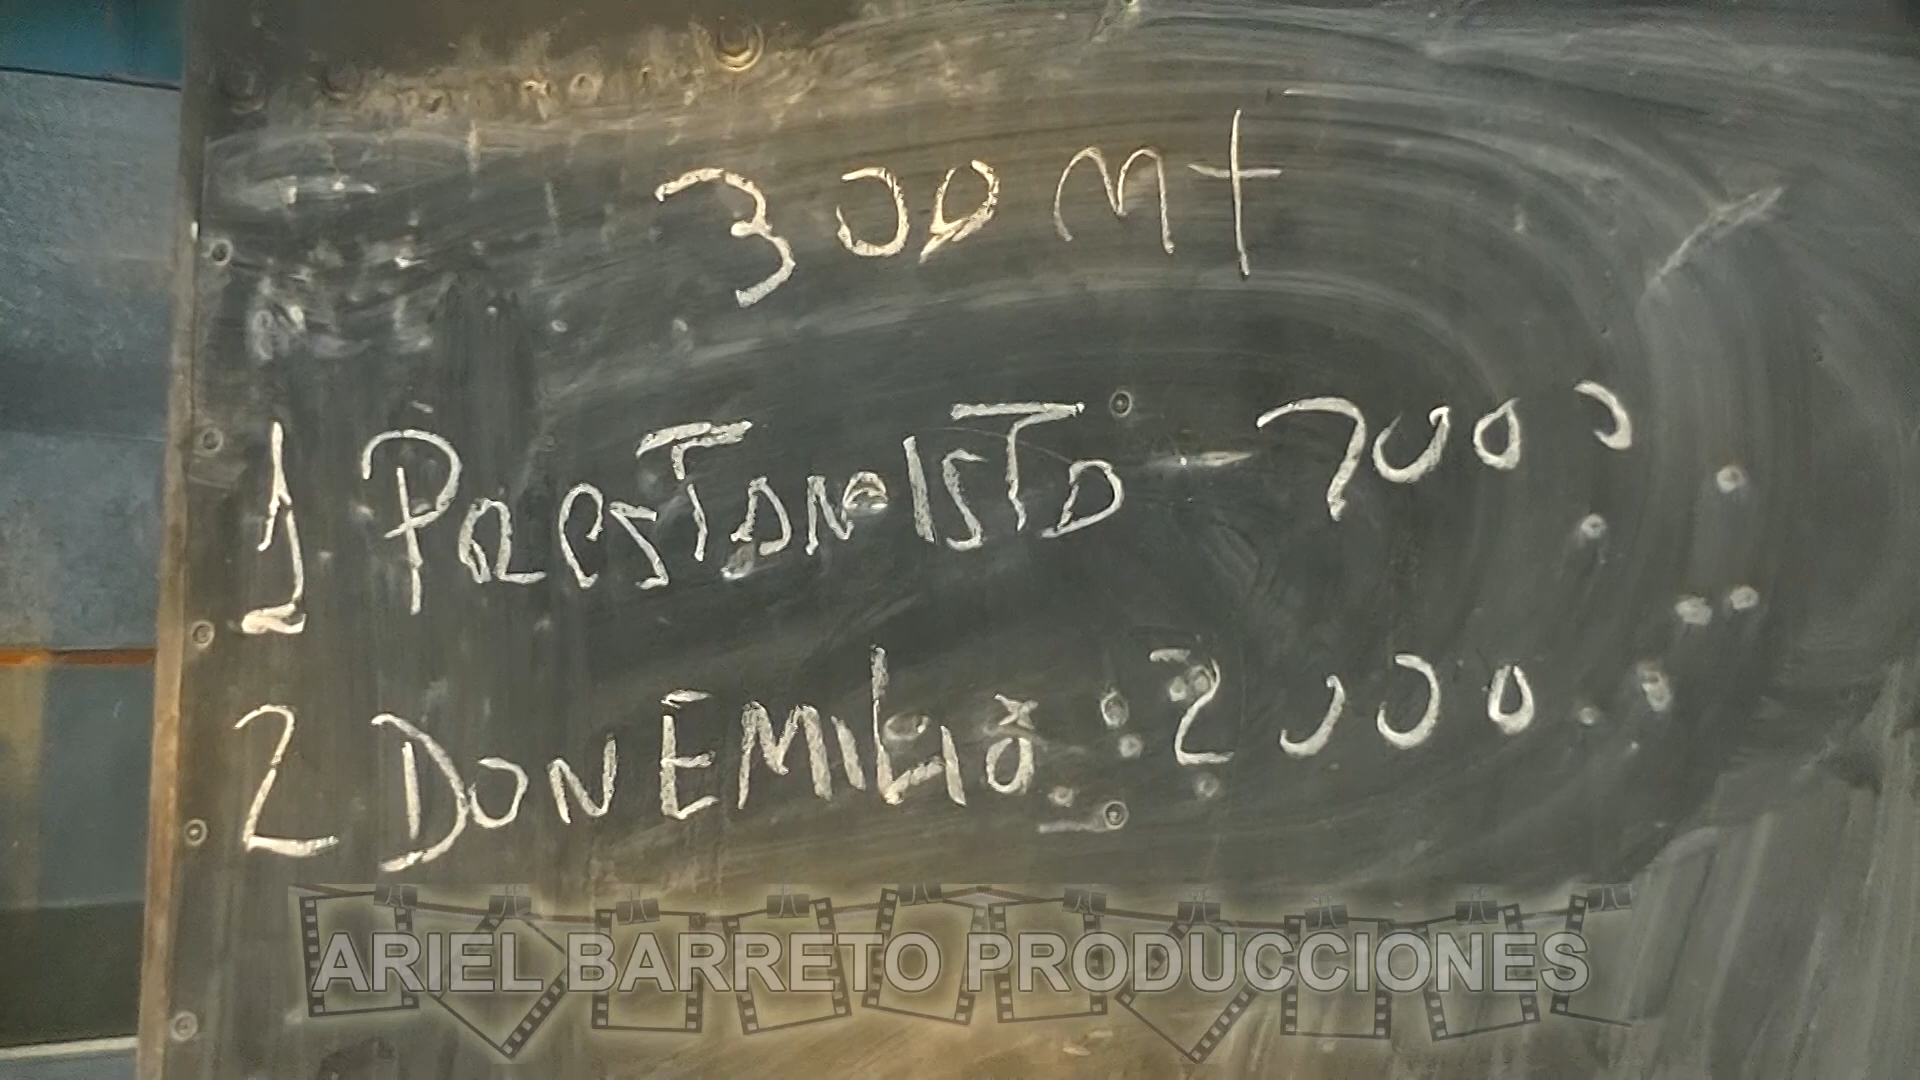 300 Mt
1 PRESTAMISTA - 7000
2 DON EMILIO : 2000
ARIEL BARRETO PRODUCCIONES